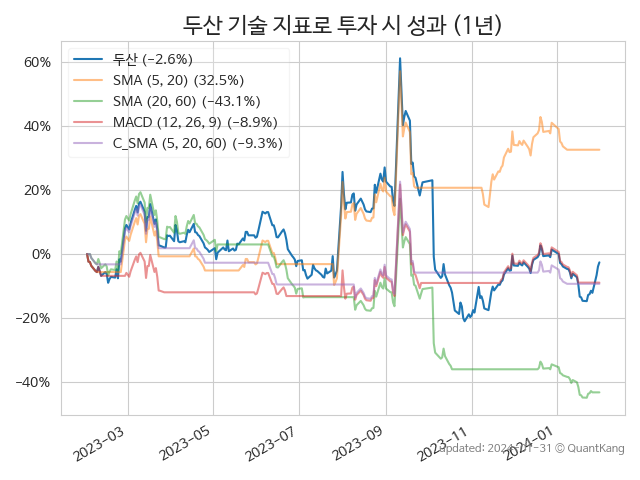 두산 기술 지표로 투자 시 성과 (1년)
두산 (−2.6%)
SMA (5, 20) (32.5%)
SMA (20, 60) (−43.1%)
MACD (12, 26, 9) (−8.9%)
C_SMA (5, 20, 60) (−9.3%)
60%
40%
20%
0%
−20%
−40%
2023-03
2023-05
2023-07
2023-09
2023-11
2024-01
updated: 2024-01-31 © QuantKang